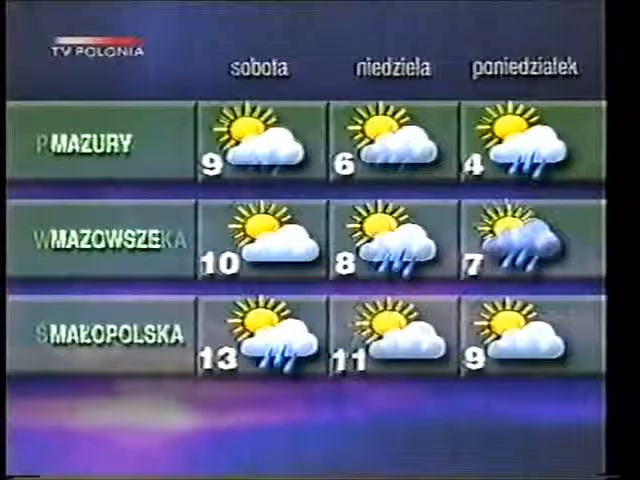 TV POLONIA
sobota niedziela poniedziałek
MAZURY
9 6 4
MAZOWSZE
10 8 7
MAŁOPOLSKA
13 11 9